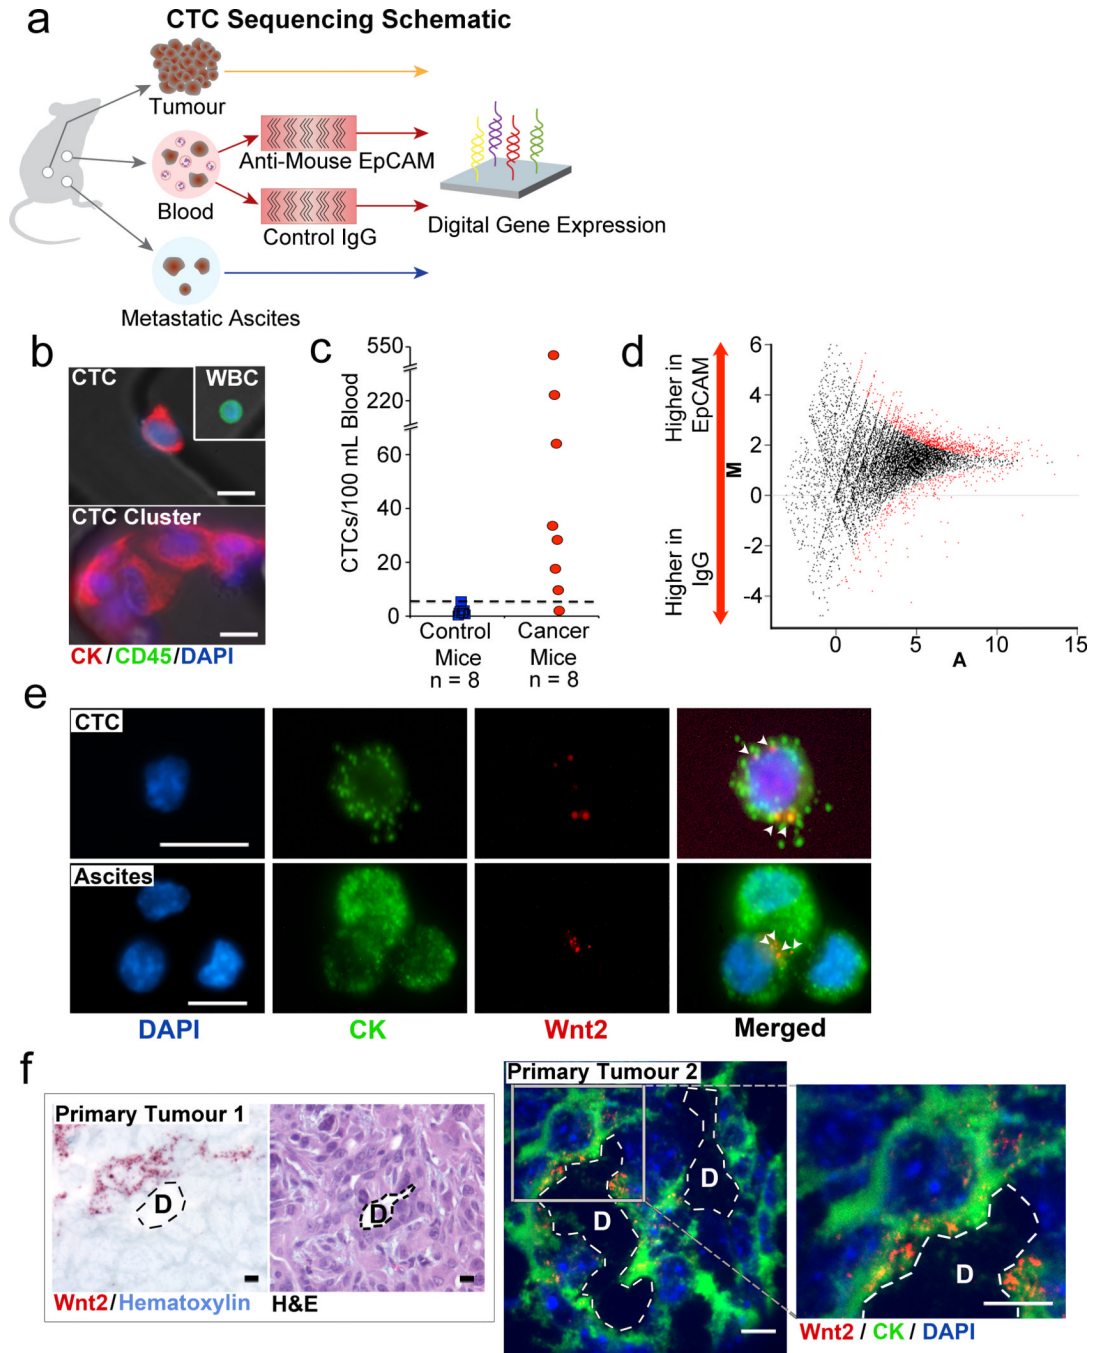 a
CTC Sequencing Schematic
Tumour
Anti-Mouse EpCAM
Blood
Control IgG
Digital Gene Expression
Metastatic Ascites
b
CTC
WBC
CTC Cluster
CK/CD45/DAPI
c
CTCs/100 mL Blood
550
220
60
40
20
0
Control
Mice
n = 8
Cancer
Mice
n = 8
d
Higher in
EpCAM
Higher in
IgG
M
6
4
2
0
-2
-4
0 5 10 15
A
e
CTC
Ascites
DAPI
CK
Wnt2
Merged
f
Primary Tumour 1
D
D
Wnt2/Hematoxylin
H&E
Primary Tumour 2
D
D
D
Wnt2 / CK / DAPI